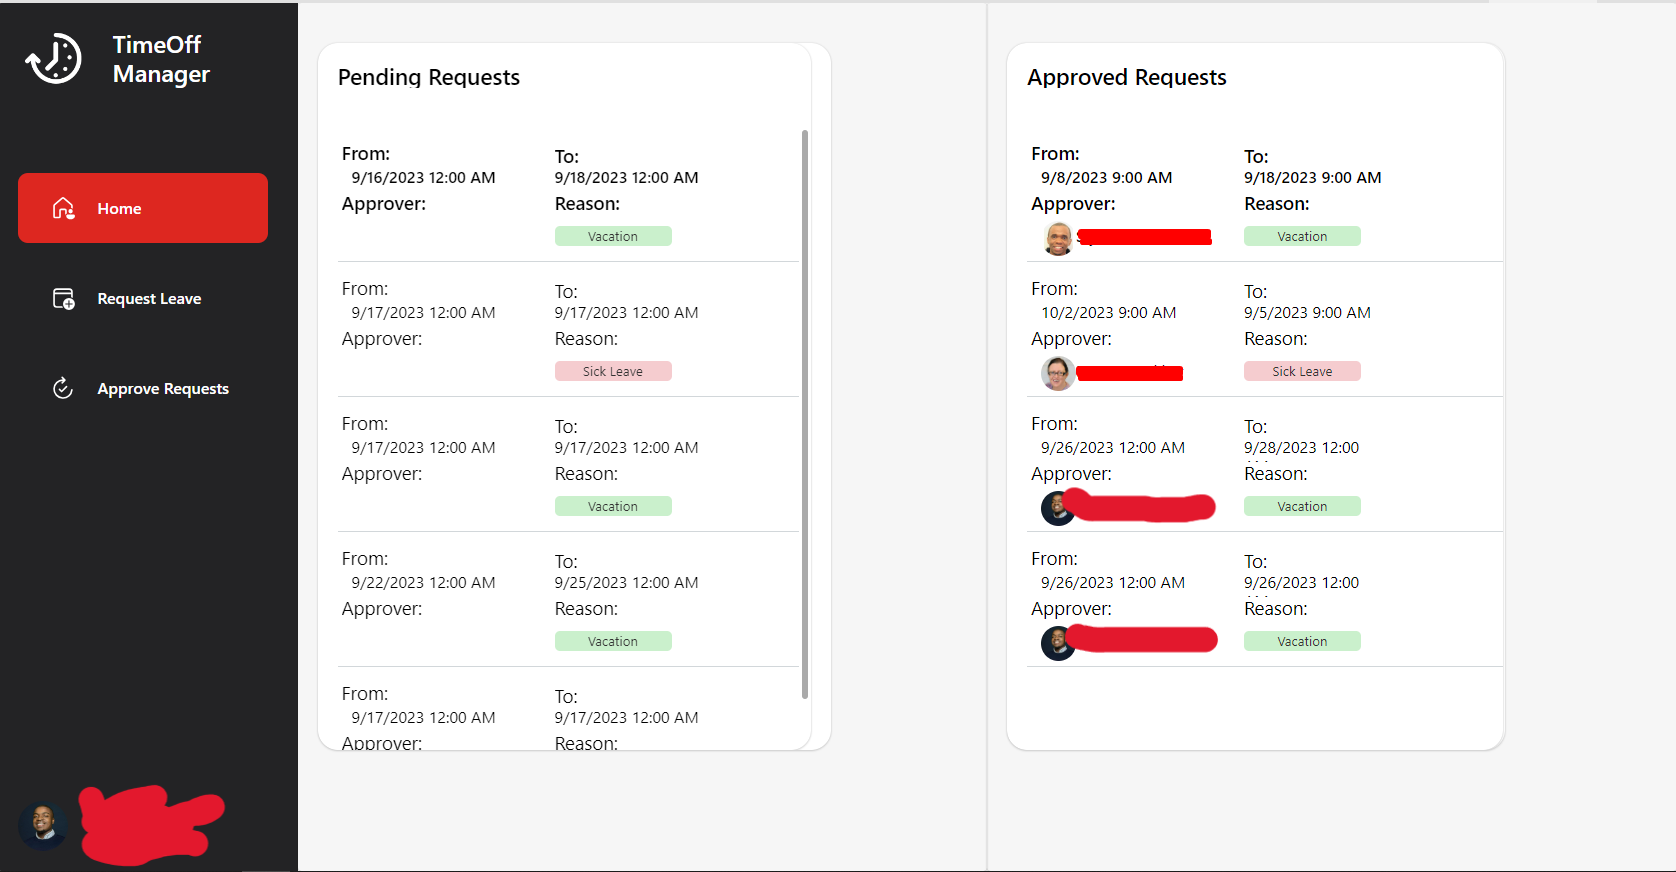 TimeOff
Manager
Home
Request Leave
Approve Requests
Pending Requests
From: To:
9/16/2023 12:00 AM 9/18/2023 12:00 AM
Approver: Reason:
Vacation
From: To:
9/17/2023 12:00 AM 9/17/2023 12:00 AM
Approver: Reason:
Sick Leave
From: To:
9/17/2023 12:00 AM 9/17/2023 12:00 AM
Approver: Reason:
Vacation
From: To:
9/22/2023 12:00 AM 9/25/2023 12:00 AM
Approver: Reason:
Vacation
From: To:
9/17/2023 12:00 AM 9/17/2023 12:00 AM
Approver: Reason:
Approved Requests
From: To:
9/8/2023 9:00 AM 9/18/2023 9:00 AM
Approver: Reason:
Vacation
From: To:
10/2/2023 9:00 AM 9/5/2023 9:00 AM
Approver: Reason:
Sick Leave
From: To:
9/26/2023 12:00 AM 9/28/2023 12:00
Approver: Reason:
Vacation
From: To:
9/26/2023 12:00 AM 9/26/2023 12:00
Approver: Reason:
Vacation